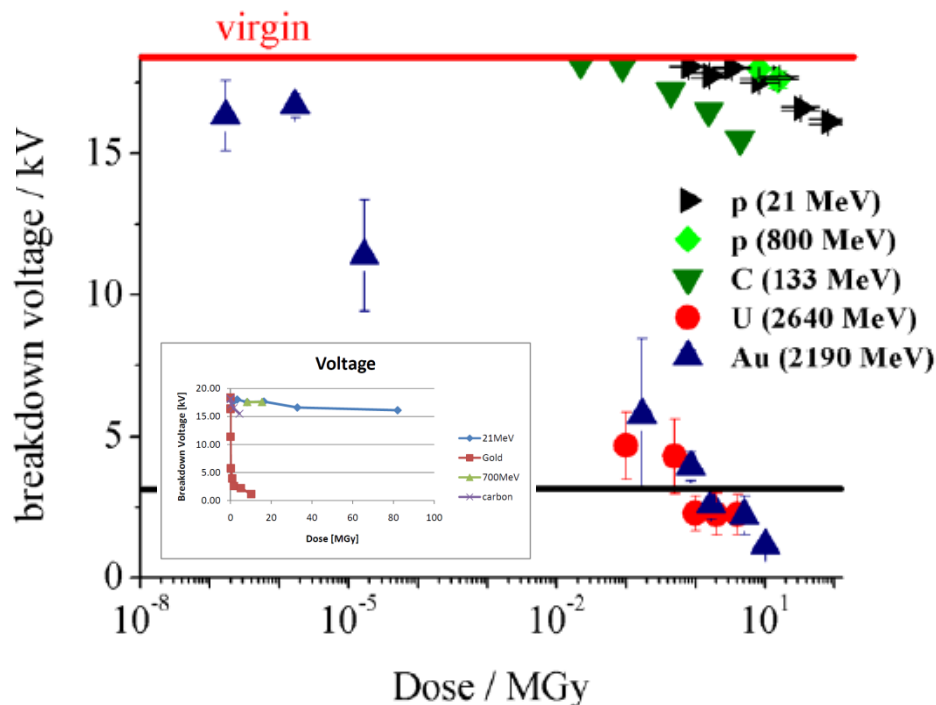 virgin
breakdown voltage / kV
15
10
5
0
p (21 MeV)
p (800 MeV)
C (133 MeV)
U (2640 MeV)
Au (2190 MeV)
Voltage
Breakdown Voltage [kV]
20.00
15.00
10.00
5.00
0.00
0 20 40 60 80 100
Dose [MGy]
21MeV
Gold
700MeV
carbon
10⁻⁸ 10⁻⁵ 10⁻² 10¹
Dose / MGy